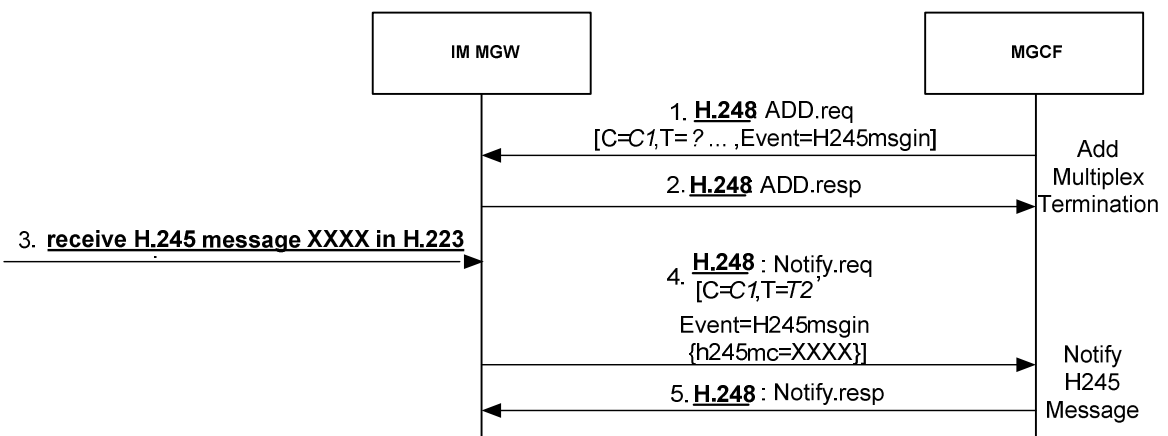 IM MGW
MGCF
1. H.248: ADD.req
[C=C1,T= ? ... ,Event=H245msgin]
Add
Multiplex
Termination
2. H.248: ADD.resp
3. receive H.245 message XXXX in H.223
4. H.248 : Notify.req
[C=C1,T=T2,
Event=H245msgin
{h245mc=XXXX}]
Notify
H245
Message
5. H.248 : Notify.resp